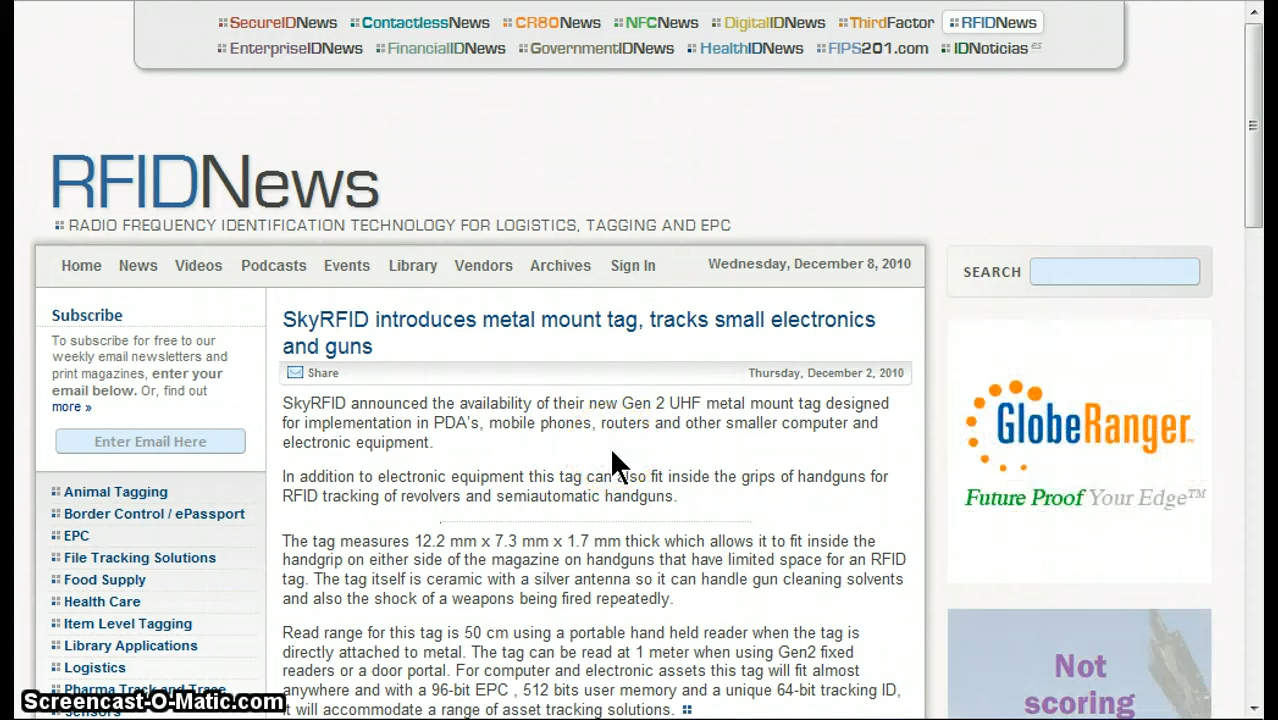 SecureIDNews ContactlessNews CR80News NFCNews DigitalIDNews ThirdFactor RFIDNews
EnterpriseIDNews FinancialIDNews GovernmentIDNews HealthIDNews FIPS201.com IDNoticias es
RFIDNews
RADIO FREQUENCY IDENTIFICATION TECHNOLOGY FOR LOGISTICS, TAGGING AND EPC
Home News Videos Podcasts Events Library Vendors Archives Sign In Wednesday, December 8, 2010
SEARCH
Subscribe
To subscribe for free to our
weekly email newsletters and
print magazines, enter your
email below. Or, find out
more »
Enter Email Here
Animal Tagging
Border Control / ePassport
EPC
File Tracking Solutions
Food Supply
Health Care
Item Level Tagging
Library Applications
Logistics
Pharma Track and Trace
Sensors
SkyRFID introduces metal mount tag, tracks small electronics
and guns
Share Thursday, December 2, 2010
SkyRFID announced the availability of their new Gen 2 UHF metal mount tag designed
for implementation in PDA's, mobile phones, routers and other smaller computer and
electronic equipment.
In addition to electronic equipment this tag can also fit inside the grips of handguns for
RFID tracking of revolvers and semiautomatic handguns.
The tag measures 12.2 mm x 7.3 mm x 1.7 mm thick which allows it to fit inside the
handgrip on either side of the magazine on handguns that have limited space for an RFID
tag. The tag itself is ceramic with a silver antenna so it can handle gun cleaning solvents
and also the shock of a weapons being fired repeatedly.
Read range for this tag is 50 cm using a portable hand held reader when the tag is
directly attached to metal. The tag can be read at 1 meter when using Gen2 fixed
readers or a door portal. For computer and electronic assets this tag will fit almost
anywhere and with a 96-bit EPC , 512 bits user memory and a unique 64-bit tracking ID,
it will accommodate a range of asset tracking solutions.
GlobeRanger
Future Proof Your Edge™
Not
scoring
Screencast-O-Matic.com